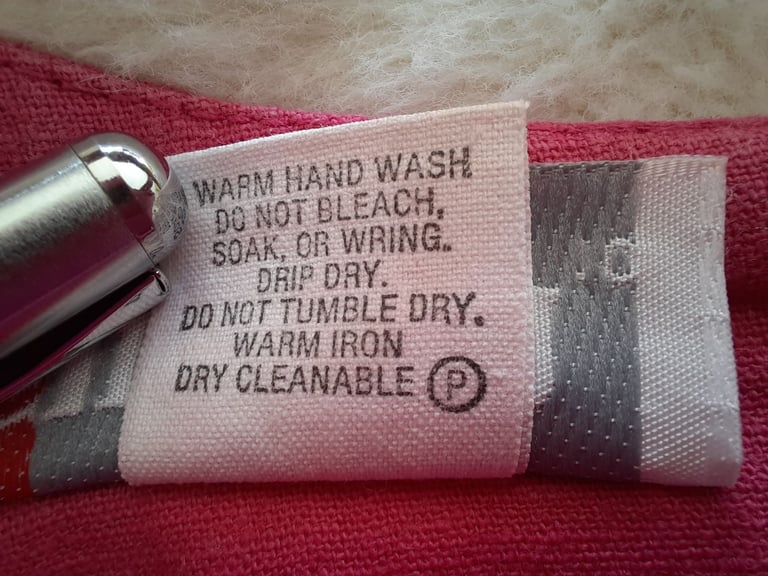 WARM HAND WASH
DO NOT BLEACH,
SOAK, OR WRING.
DRIP DRY.
DO NOT TUMBLE DRY.
WARM IRON
DRY CLEANABLE Ⓟ